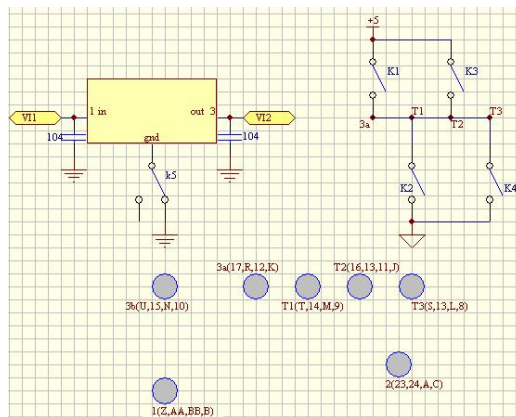 +5
K1
K3
VI1
1 in
out 3
VI2
104
gnd
104
3a
T1
T2
T3
k5
K2
K4
3a(17,R,12,K)
T2(16,13,11,J)
3b(U,15,N,10)
T1(T,14,M,9)
T3(S,13,L,8)
2(23,24,A,C)
1(Z,AA,BB,B)